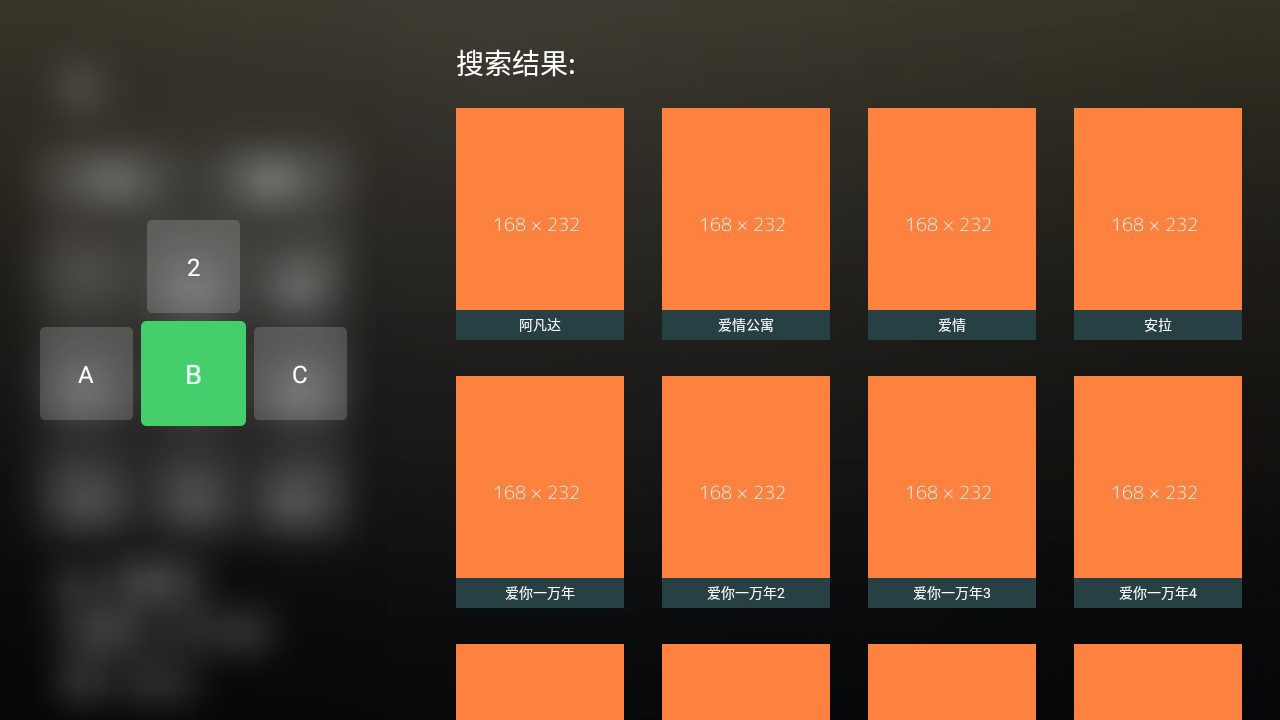 搜索结果:
2
A
B
C
168 × 232
168 × 232
168 × 232
168 × 232
阿凡达
爱情公寓
爱情
安拉
168 × 232
168 × 232
168 × 232
168 × 232
爱你一万年
爱你一万年2
爱你一万年3
爱你一万年4